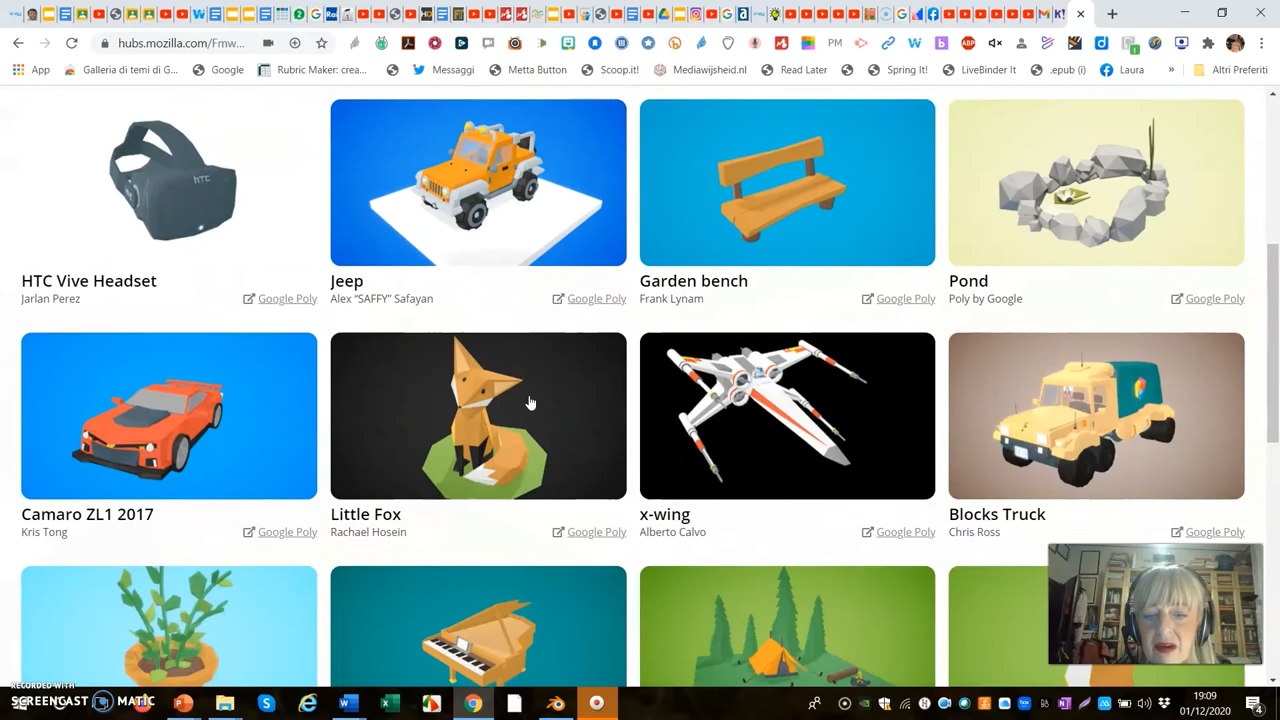 hubs.mozilla.com/Fmw...
PM
ABP
App
Galleria di temi di G...
Google
Rubric Maker: crea...
Messaggi
Metta Button
Scoop.it!
Mediawijsheid.nl
Read Later
Spring It!
LiveBinder It
.epub (i)
Laura
»
Altri Preferiti
HTC
HTC Vive Headset
Jarlan Perez
Google Poly
Jeep
Alex “SAFFY” Safayan
Google Poly
Garden bench
Frank Lynam
Google Poly
Pond
Poly by Google
Google Poly
Camaro ZL1 2017
Kris Tong
Google Poly
Little Fox
Rachael Hosein
Google Poly
x-wing
Alberto Calvo
Google Poly
Blocks Truck
Chris Ross
Google Poly
RECORDED WITH
SCREENCAST MATIC
19:09
01/12/2020
4